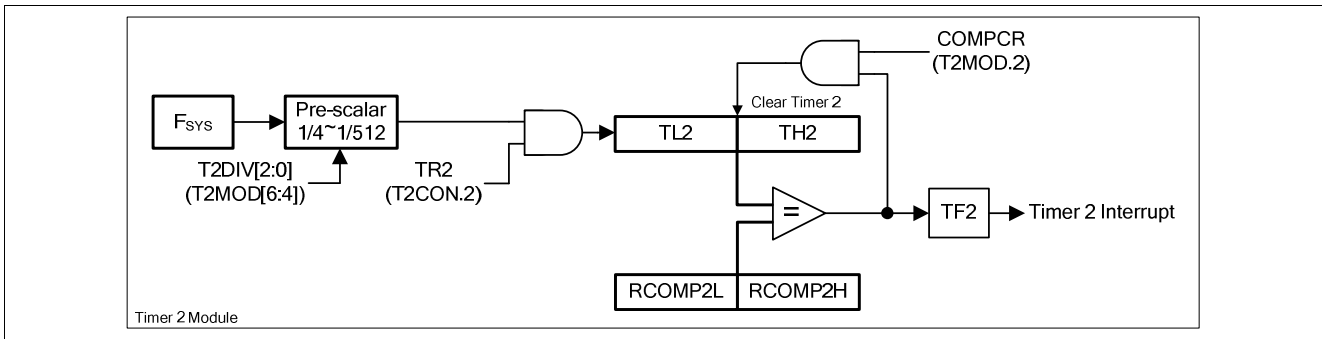 COMPCR
(T2MOD.2)
Clear Timer 2
FSYS
Pre-scalar
1/4~1/512
TL2
TH2
T2DIV[2:0]
(T2MOD[6:4])
TR2
(T2CON.2)
=
TF2
Timer 2 Interrupt
RCOMP2L
RCOMP2H
Timer 2 Module